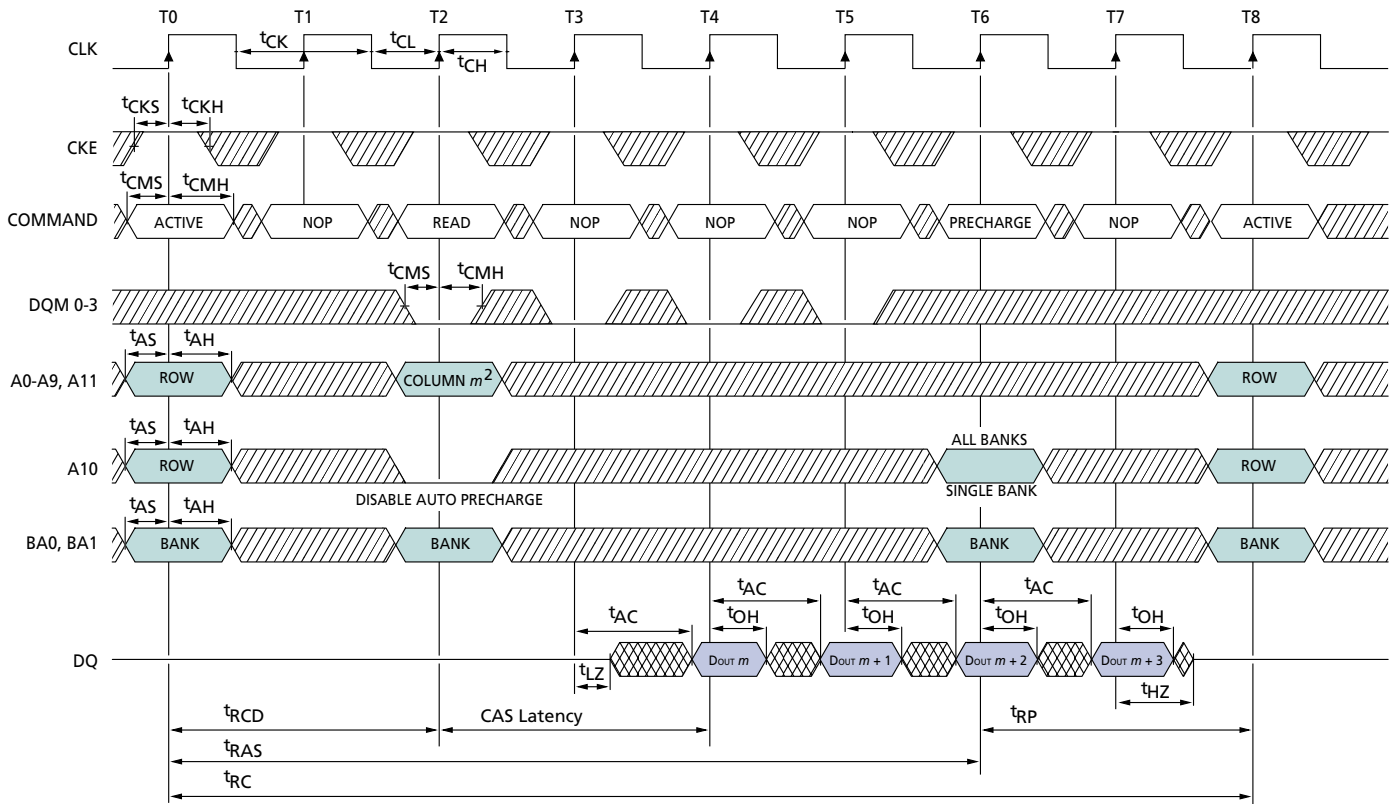 T0 T1 T2 T3 T4 T5 T6 T7 T8
CLK tCK tCL
tCH
tCKS tCKH
CKE
tCMS tCMH
COMMAND ACTIVE NOP READ NOP NOP NOP PRECHARGE NOP ACTIVE
tCMS tCMH
DQM 0-3
tAS tAH
A0-A9, A11 ROW COLUMN m2 ROW
tAS tAH ALL BANKS
A10 ROW ROW
DISABLE AUTO PRECHARGE SINGLE BANK
tAS tAH
BA0, BA1 BANK BANK BANK BANK
tAC tAC tAC
tAC tOH tOH tOH tOH
DQ DOUT m DOUT m + 1 DOUT m + 2 DOUT m + 3
tLZ tHZ
tRCD CAS Latency tRP
tRAS
tRC